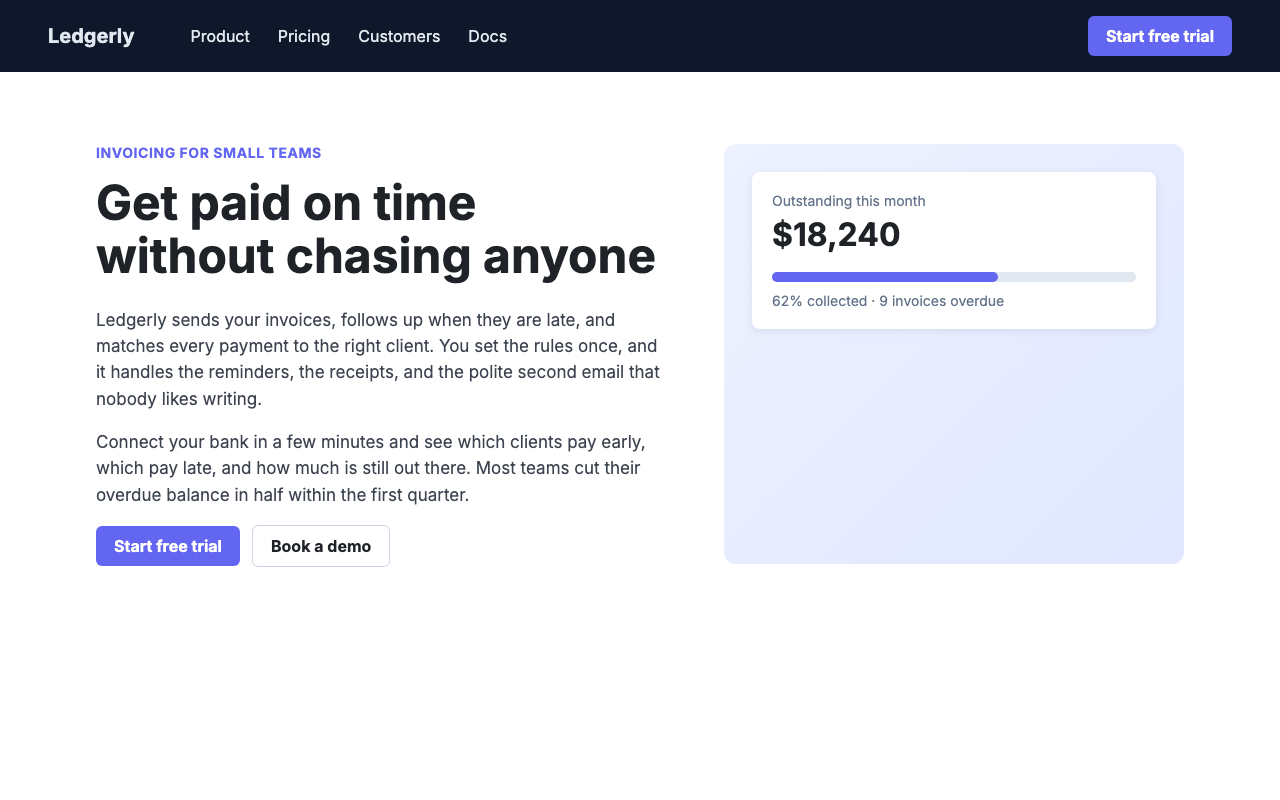 Ledgerly
Product
Pricing
Customers
Docs
Start free trial
INVOICING FOR SMALL TEAMS
Get paid on time
without chasing anyone
Ledgerly sends your invoices, follows up when they are late, and
matches every payment to the right client. You set the rules once, and
it handles the reminders, the receipts, and the polite second email that
nobody likes writing.
Connect your bank in a few minutes and see which clients pay early,
which pay late, and how much is still out there. Most teams cut their
overdue balance in half within the first quarter.
Start free trial
Book a demo
Outstanding this month
$18,240
62% collected · 9 invoices overdue